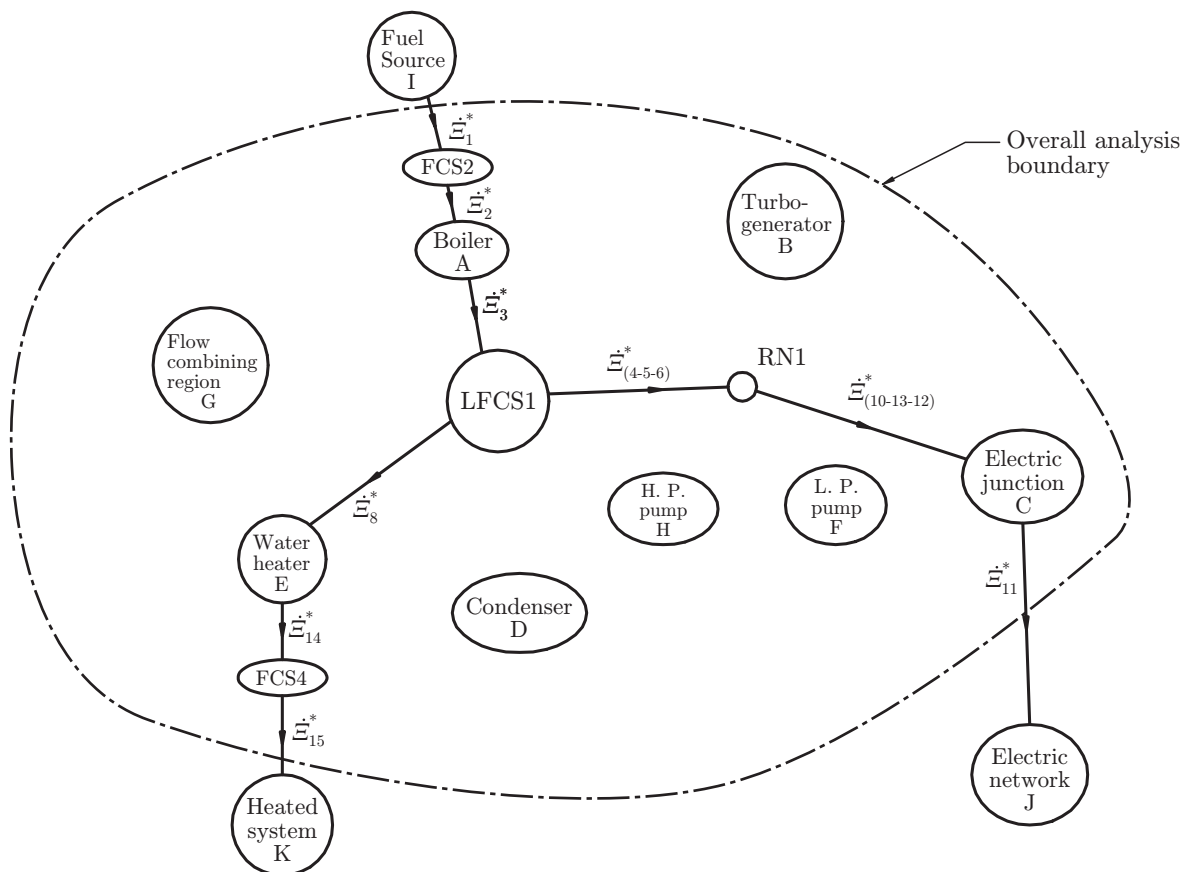 Fuel
Source
I
Ξ̇*₁
FCS2
Ξ̇*₂
Boiler
A
Ξ̇*₃
Overall analysis
boundary
Turbo-
generator
B
Flow
combining
region
G
LFCS1
Ξ̇*₍₄₋₅₋₆₎
RN1
Ξ̇*₍₁₀₋₁₃₋₁₂₎
Electric
junction
C
H. P.
pump
H
L. P.
pump
F
Ξ̇*₈
Water
heater
E
Condenser
D
Ξ̇*₁₁
Ξ̇*₁₄
FCS4
Ξ̇*₁₅
Heated
system
K
Electric
network
J